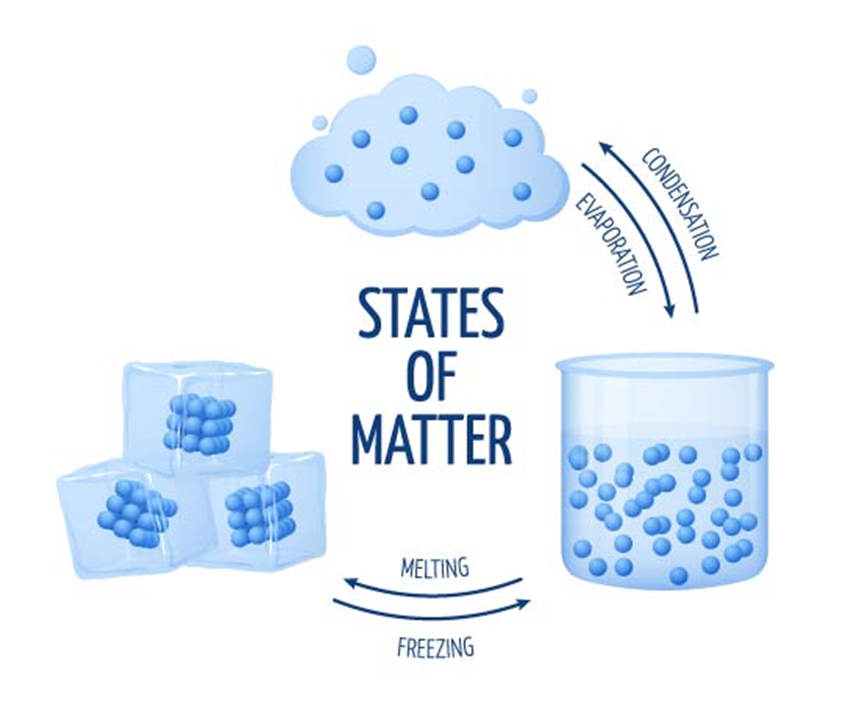 CONDENSATION
EVAPORATION
STATES
OF
MATTER
MELTING
FREEZING